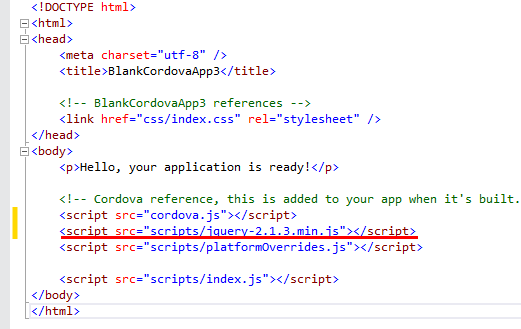 <!DOCTYPE html>
<html>
<head>
    <meta charset="utf-8" />
    <title>BlankCordovaApp3</title>

    <!-- BlankCordovaApp3 references -->
    <link href="css/index.css" rel="stylesheet" />
</head>
<body>
    <p>Hello, your application is ready!</p>

    <!-- Cordova reference, this is added to your app when it's built.
    <script src="cordova.js"></script>
    <script src="scripts/jquery-2.1.3.min.js"></script>
    <script src="scripts/platformOverrides.js"></script>

    <script src="scripts/index.js"></script>
</body>
</html>